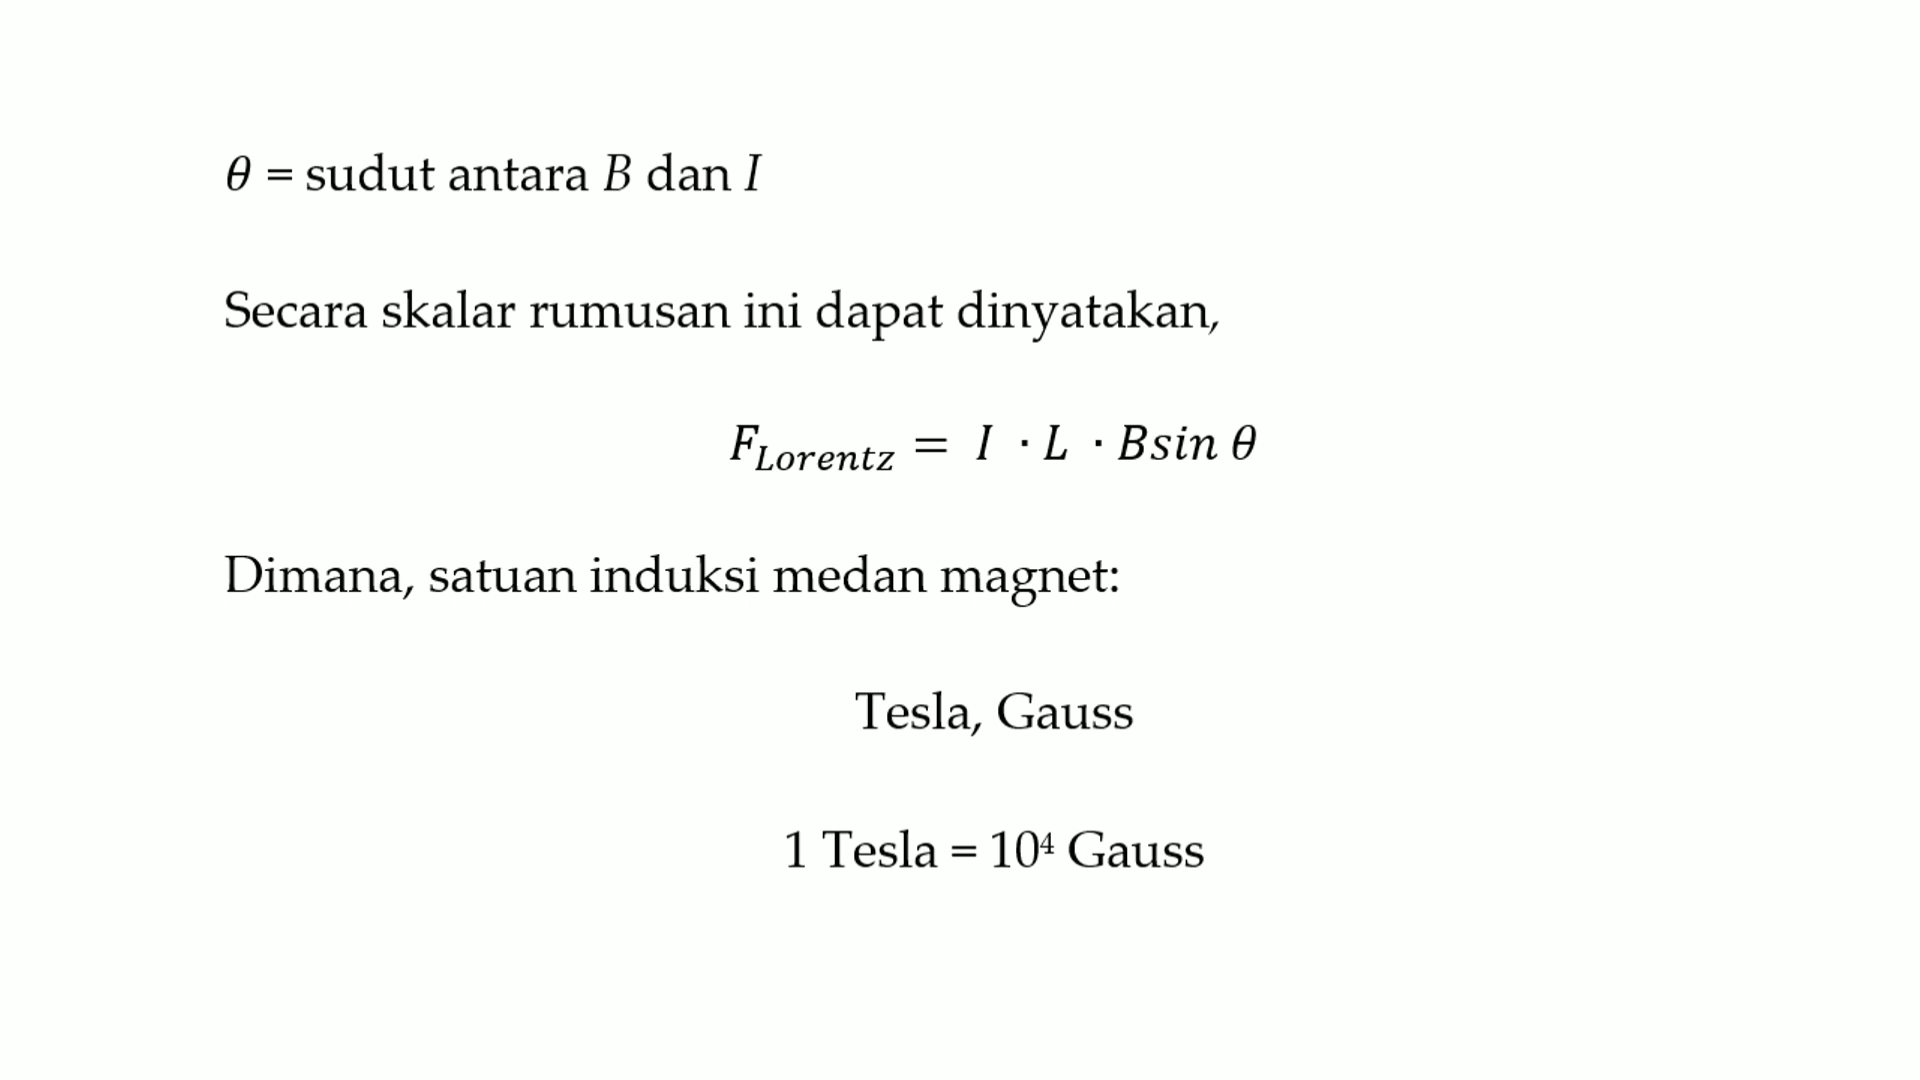 θ = sudut antara B dan I
Secara skalar rumusan ini dapat dinyatakan,
F_Lorentz = I · L · Bsin θ
Dimana, satuan induksi medan magnet:
Tesla, Gauss
1 Tesla = 10⁴ Gauss